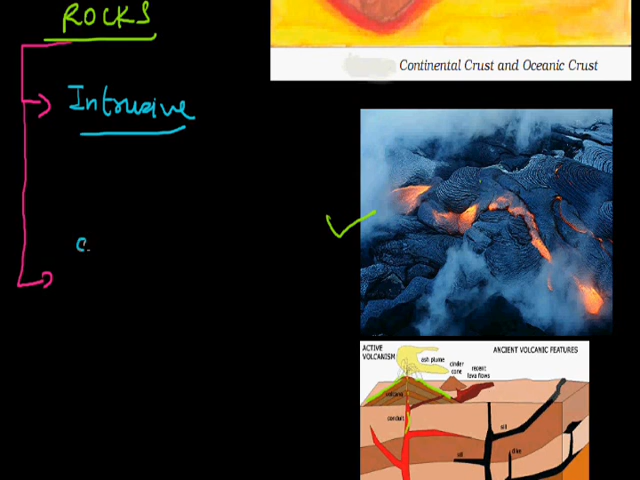 ROCKS
Continental Crust and Oceanic Crust
Intrusive
ACTIVE VOLCANISM
ANCIENT VOLCANIC FEATURES
ash plume
cinder cone
recent lava flows
volcano
conduit
sill
sill
dike